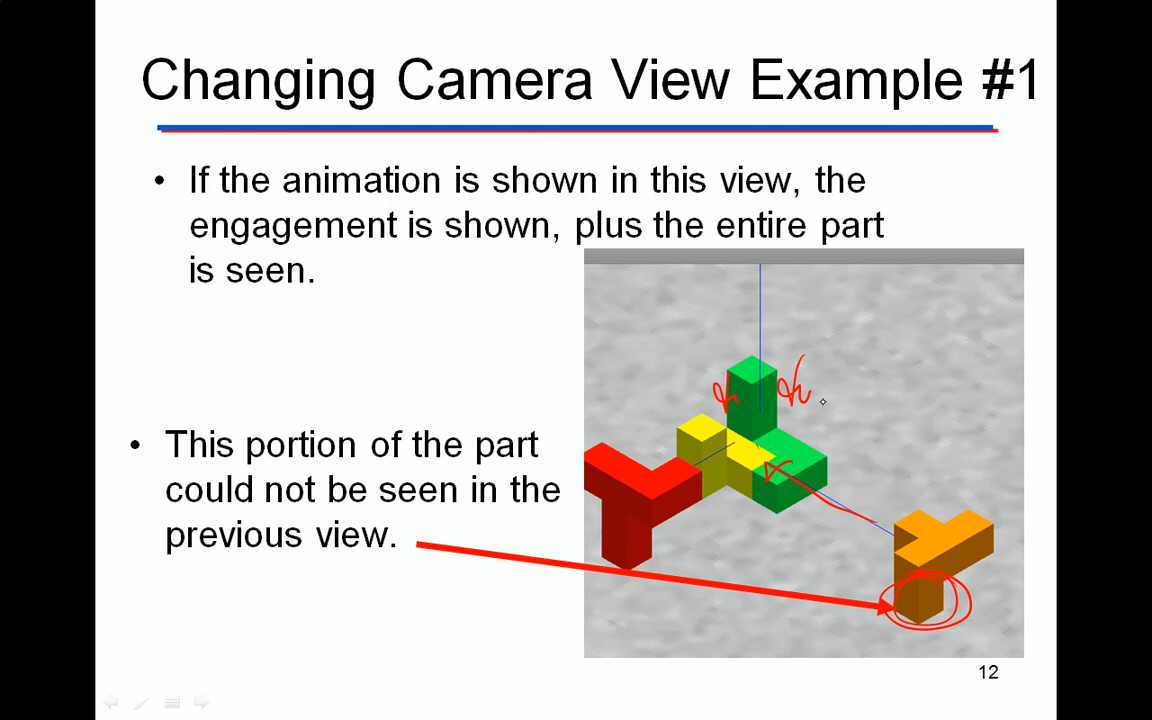 Changing Camera View Example #1
• If the animation is shown in this view, the
engagement is shown, plus the entire part
is seen.
• This portion of the part
could not be seen in the
previous view.
12